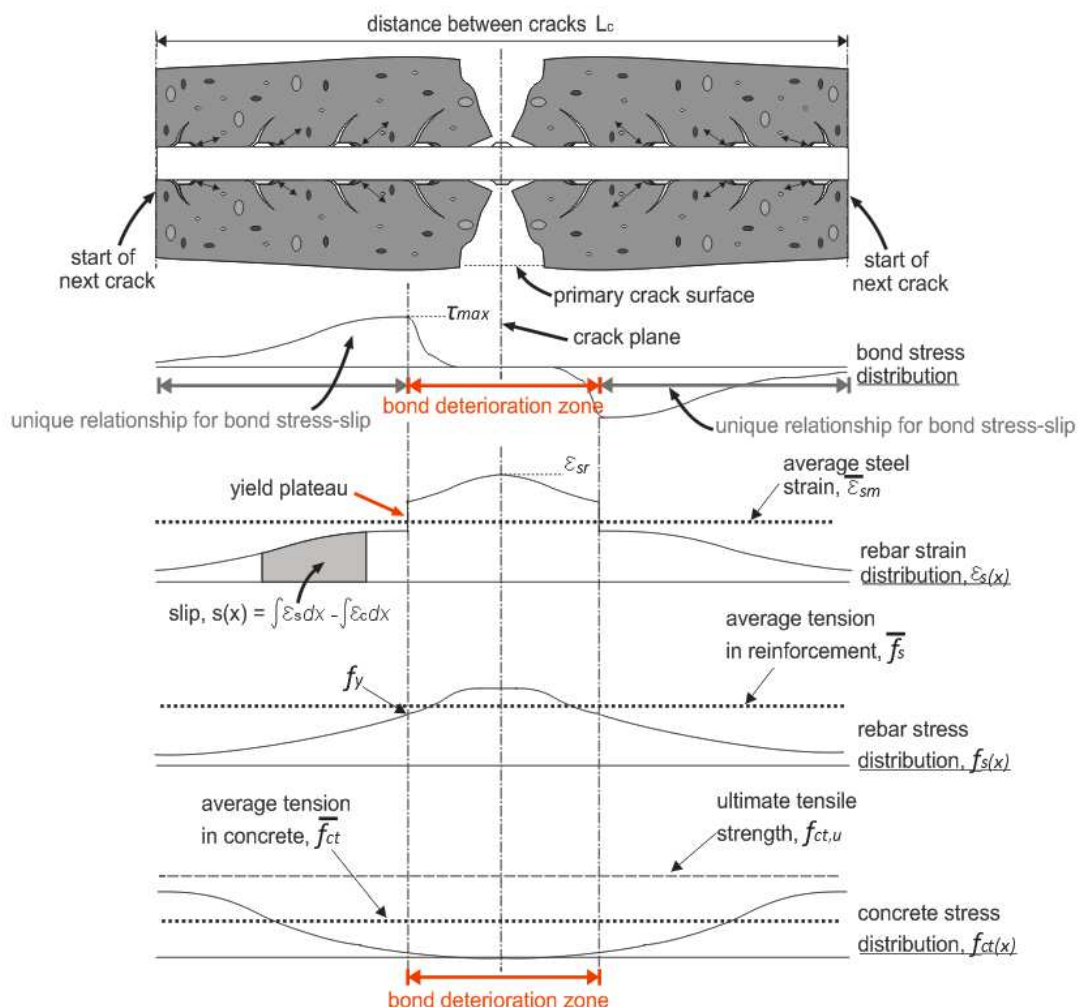 distance between cracks Lc
start of
next crack
start of
next crack
primary crack surface
τmax
crack plane
bond stress
distribution
bond deterioration zone
unique relationship for bond stress-slip
unique relationship for bond stress-slip
εsr
average steel
strain, ε̅sm
yield plateau
rebar strain
distribution, εs(x)
slip, s(x) = ∫εsdx - ∫εcdx
average tension
in reinforcement, f̅s
fy
rebar stress
distribution, fs(x)
average tension
in concrete, f̅ct
ultimate tensile
strength, fct,u
concrete stress
distribution, fct(x)
bond deterioration zone